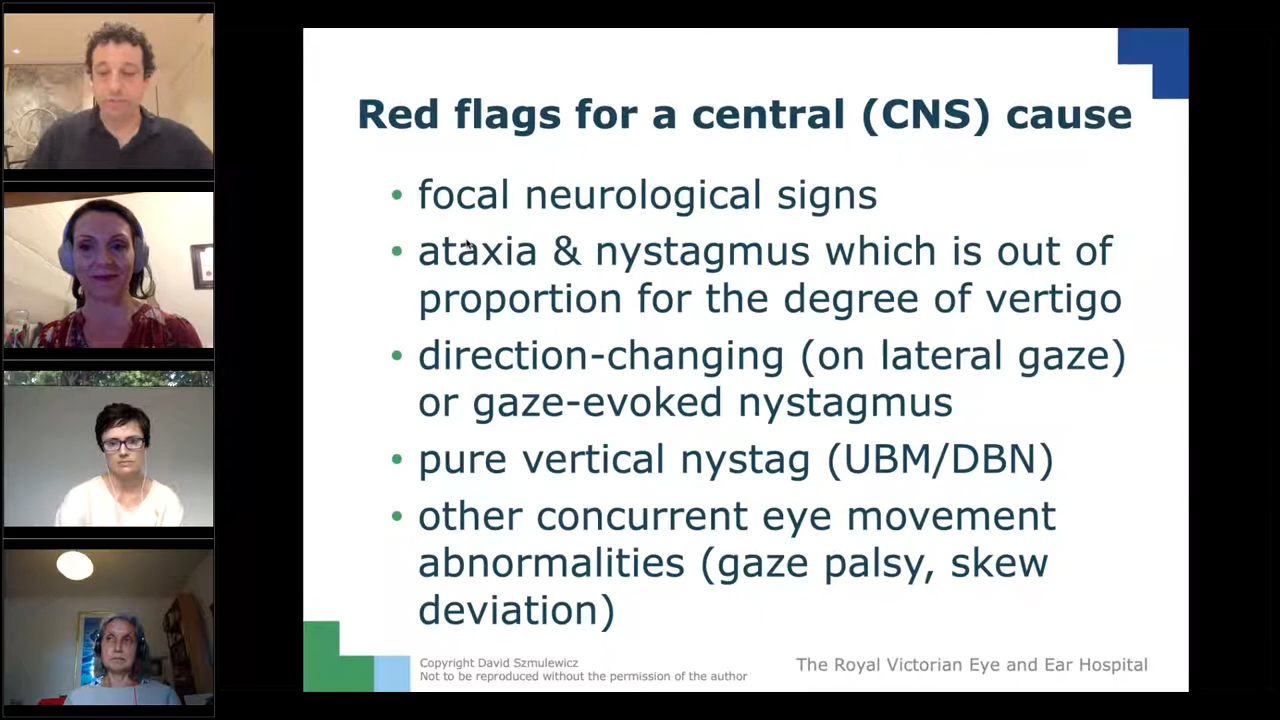 Red flags for a central (CNS) cause
• focal neurological signs
• ataxia & nystagmus which is out of
proportion for the degree of vertigo
• direction-changing (on lateral gaze)
or gaze-evoked nystagmus
• pure vertical nystag (UBM/DBN)
• other concurrent eye movement
abnormalities (gaze palsy, skew
deviation)
Copyright David Szmulewicz
Not to be reproduced without the permission of the author
The Royal Victorian Eye and Ear Hospital